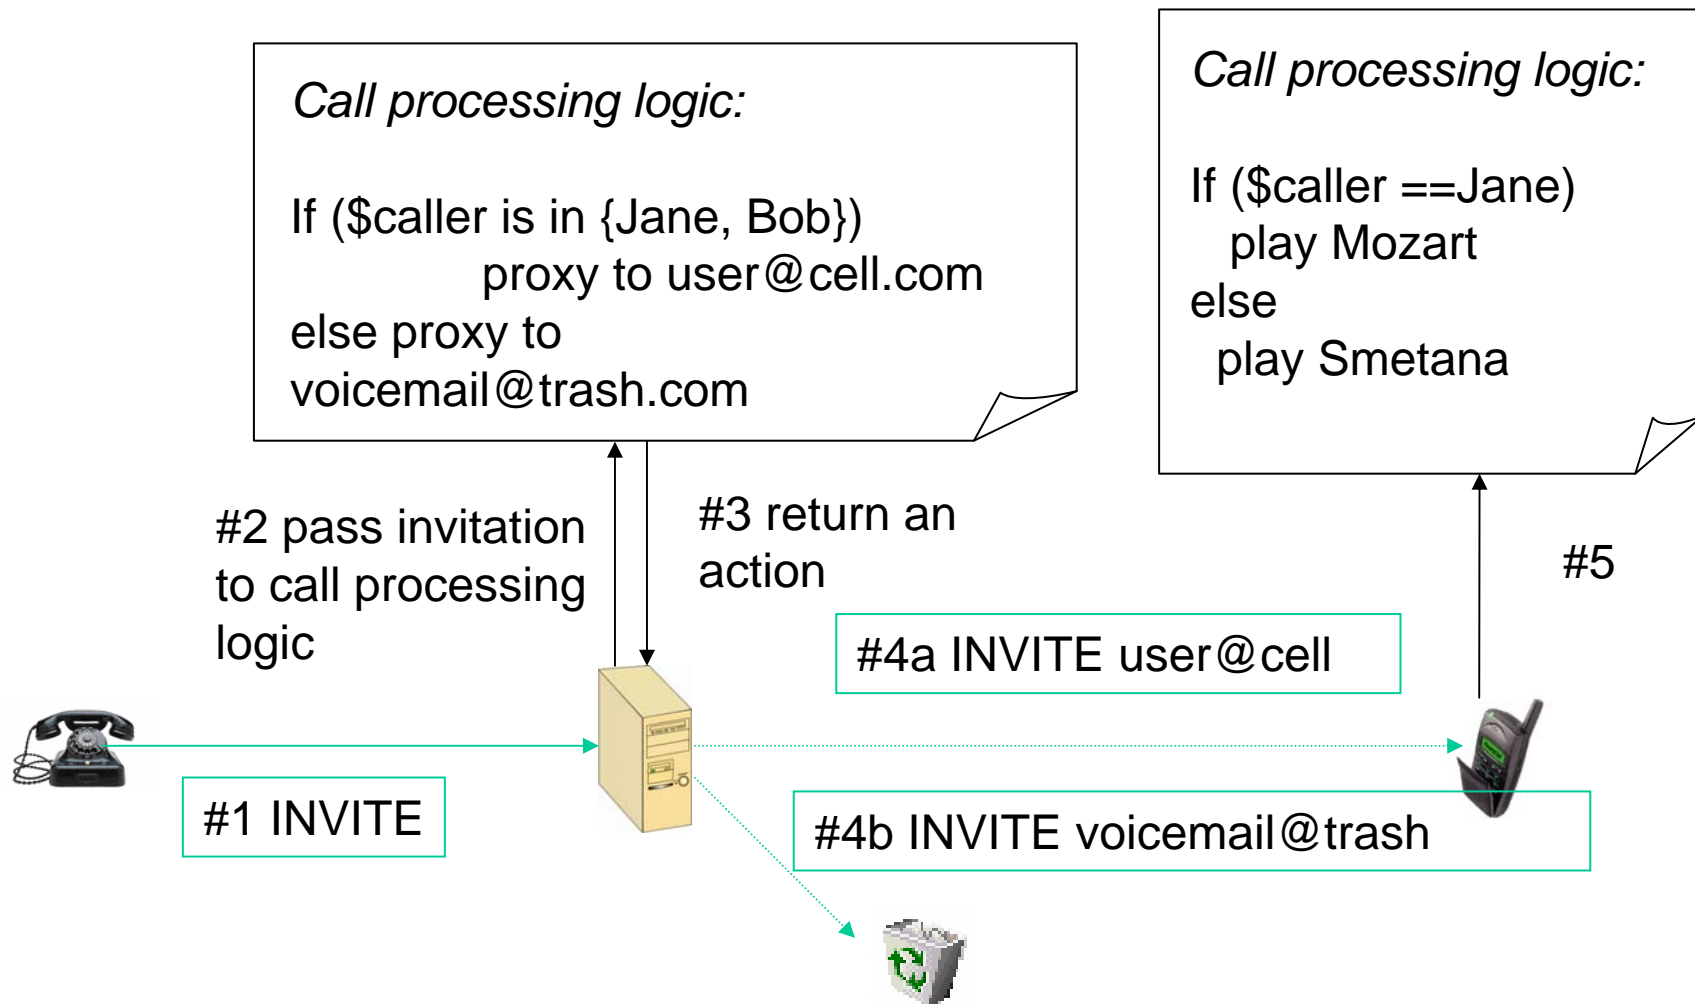 Call processing logic:
If ($caller is in {Jane, Bob})
proxy to user@cell.com
else proxy to
voicemail@trash.com
Call processing logic:
If ($caller ==Jane)
play Mozart
else
play Smetana
#2 pass invitation
to call processing
logic
#3 return an
action
#5
#4a INVITE user@cell
#1 INVITE
#4b INVITE voicemail@trash